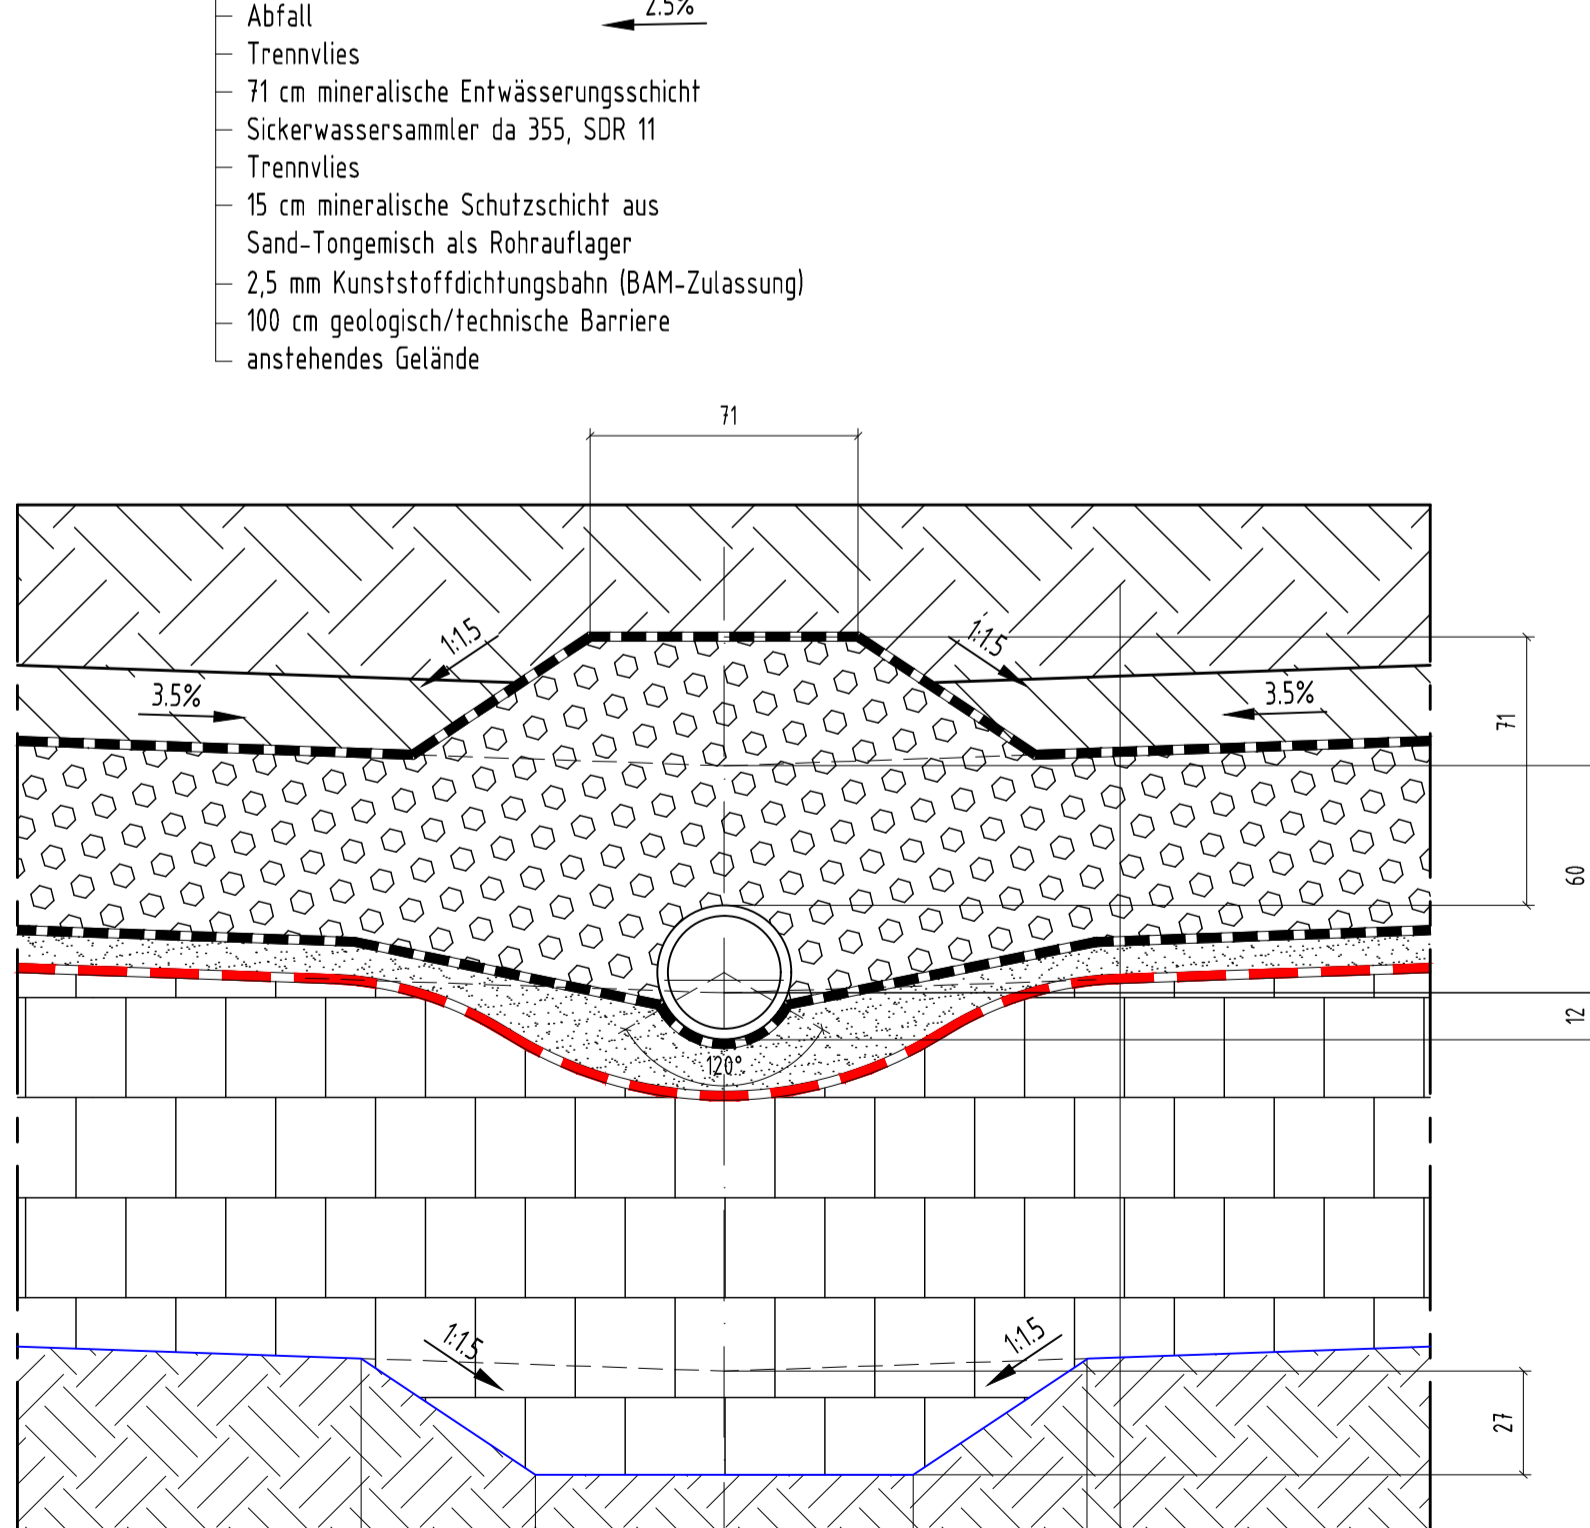 2.5%
Abfall
Trennvlies
71 cm mineralische Entwässerungsschicht
Sickerwassersammler da 355, SDR 11
Trennvlies
15 cm mineralische Schutzschicht aus
Sand-Tongemisch als Rohrauflager
2,5 mm Kunststoffdichtungsbahn (BAM-Zulassung)
100 cm geologisch/technische Barriere
anstehendes Gelände
71
1:1.5
1:1.5
3.5%
3.5%
71
60
12
120°
1:1.5
1:1.5
27